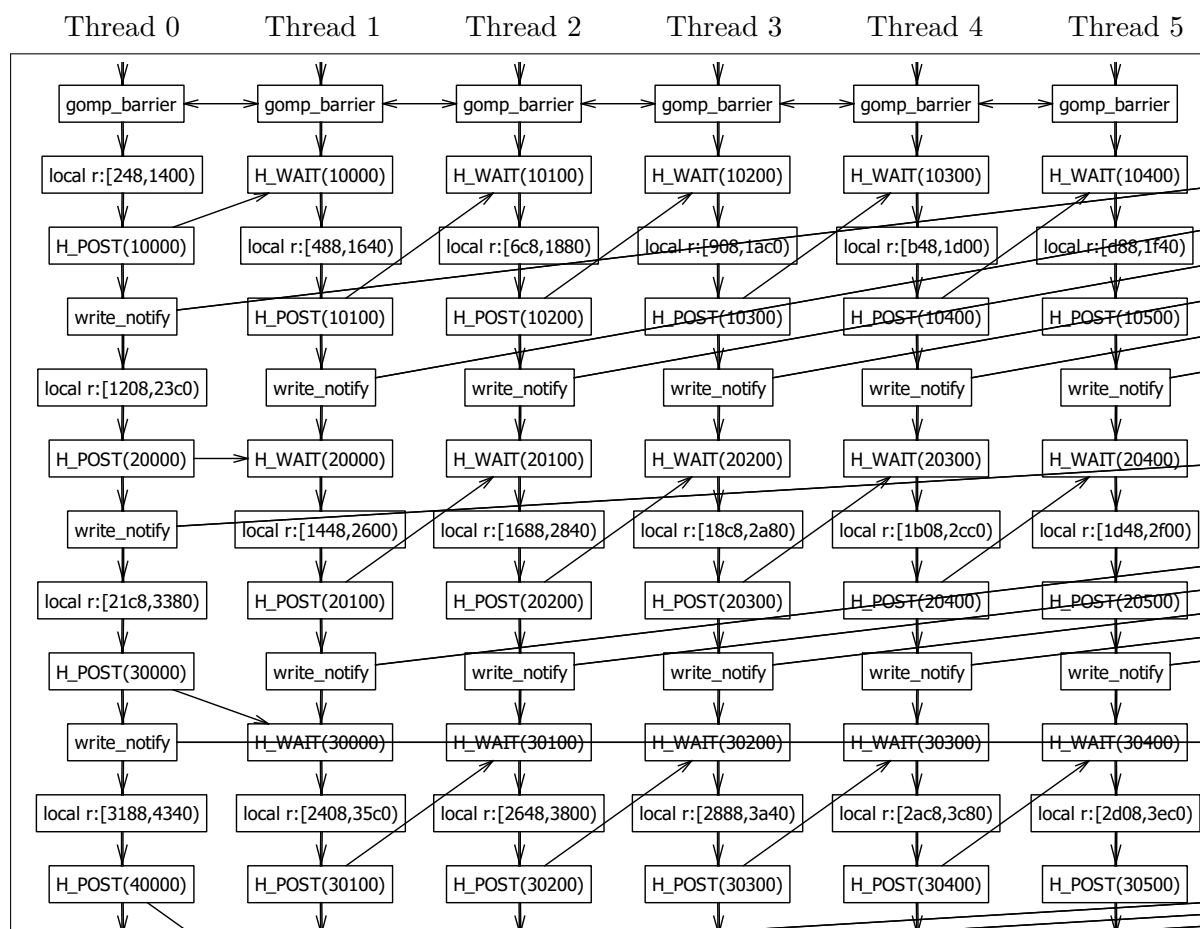 Thread 0 Thread 1 Thread 2 Thread 3 Thread 4 Thread 5
gomp_barrier gomp_barrier gomp_barrier gomp_barrier gomp_barrier gomp_barrier
local r:[248,1400) H_WAIT(10000) H_WAIT(10100) H_WAIT(10200) H_WAIT(10300) H_WAIT(10400)
H_POST(10000) local r:[488,1640) local r:[6c8,1880) local r:[908,1ac0) local r:[b48,1d00) local r:[d88,1f40)
write_notify H_POST(10100) H_POST(10200) H_POST(10300) H_POST(10400) H_POST(10500)
local r:[1208,23c0) write_notify write_notify write_notify write_notify write_notify
H_POST(20000) H_WAIT(20000) H_WAIT(20100) H_WAIT(20200) H_WAIT(20300) H_WAIT(20400)
write_notify local r:[1448,2600) local r:[1688,2840) local r:[18c8,2a80) local r:[1b08,2cc0) local r:[1d48,2f00)
local r:[21c8,3380) H_POST(20100) H_POST(20200) H_POST(20300) H_POST(20400) H_POST(20500)
H_POST(30000) write_notify write_notify write_notify write_notify write_notify
write_notify H_WAIT(30000) H_WAIT(30100) H_WAIT(30200) H_WAIT(30300) H_WAIT(30400)
local r:[3188,4340) local r:[2408,35c0) local r:[2648,3800) local r:[2888,3a40) local r:[2ac8,3c80) local r:[2d08,3ec0)
H_POST(40000) H_POST(30100) H_POST(30200) H_POST(30300) H_POST(30400) H_POST(30500)